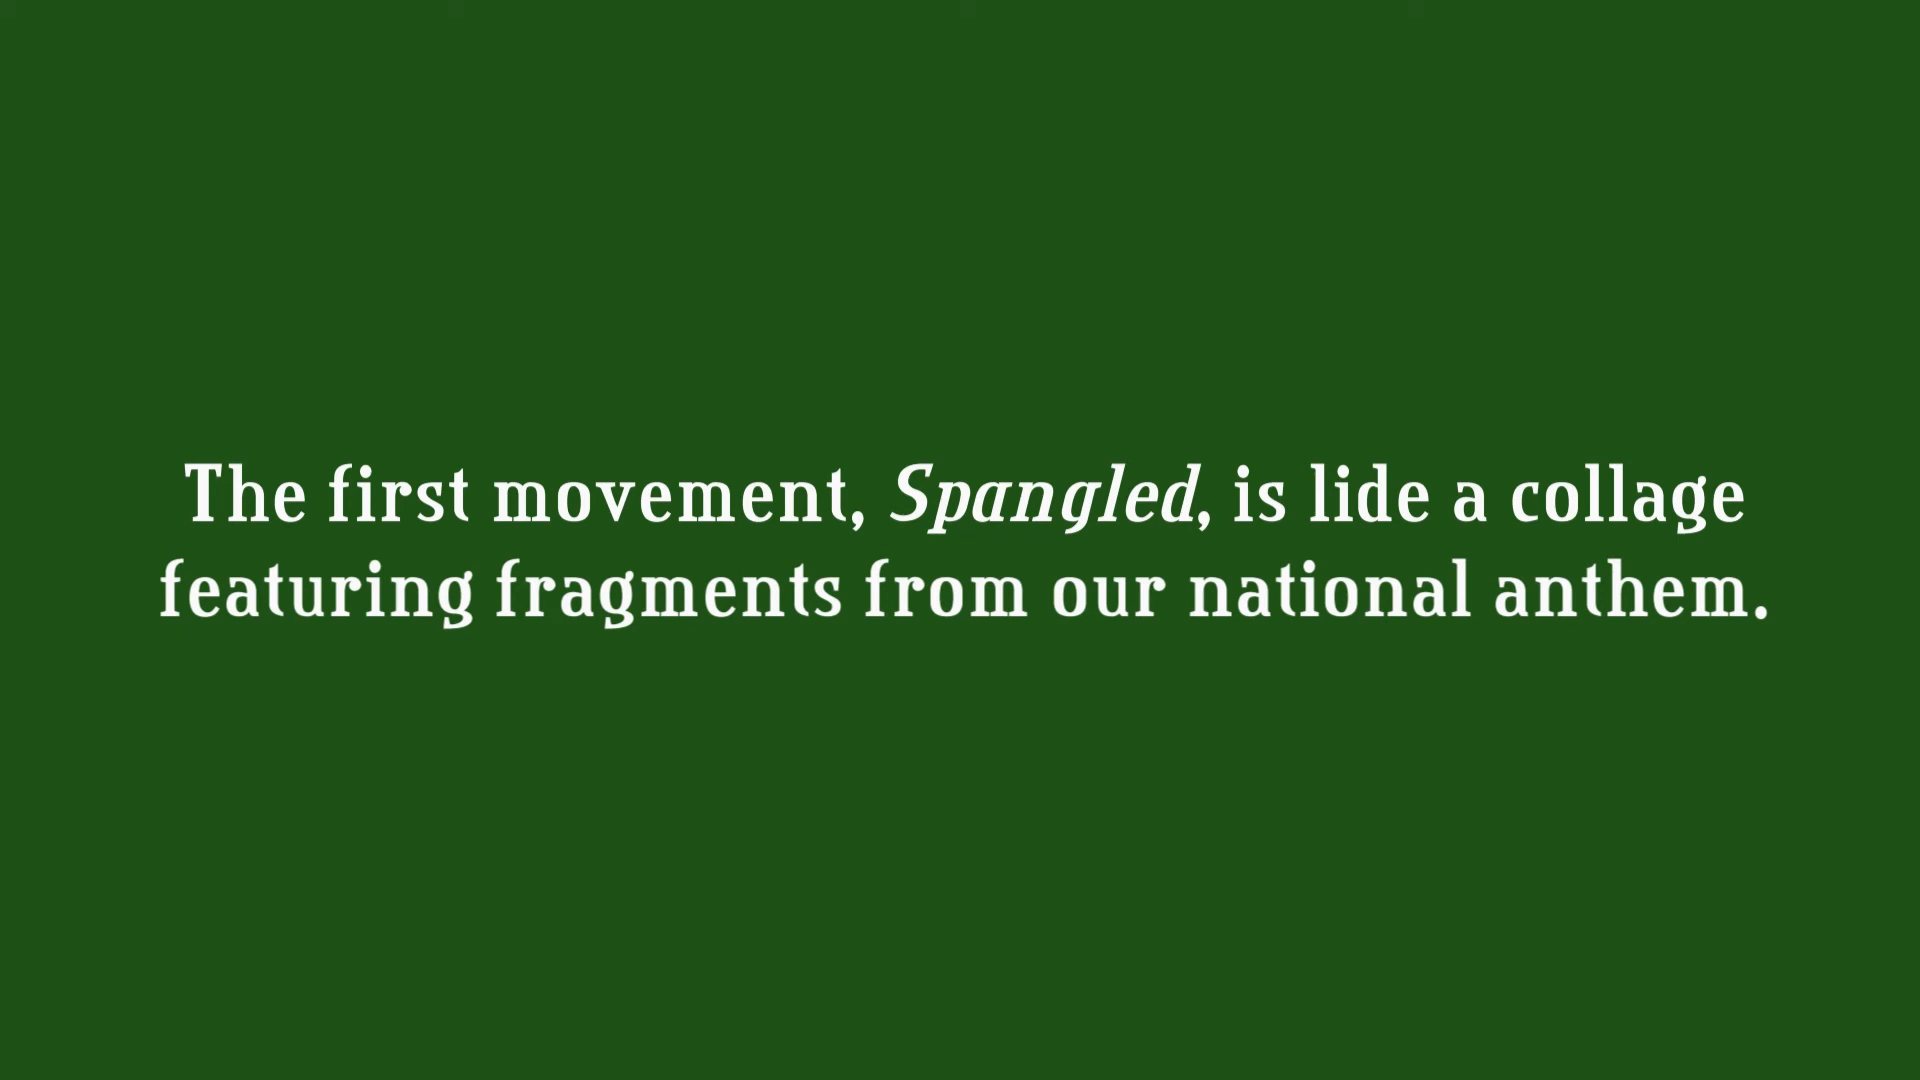 The first movement, Spangled, is lide a collage
featuring fragments from our national anthem.